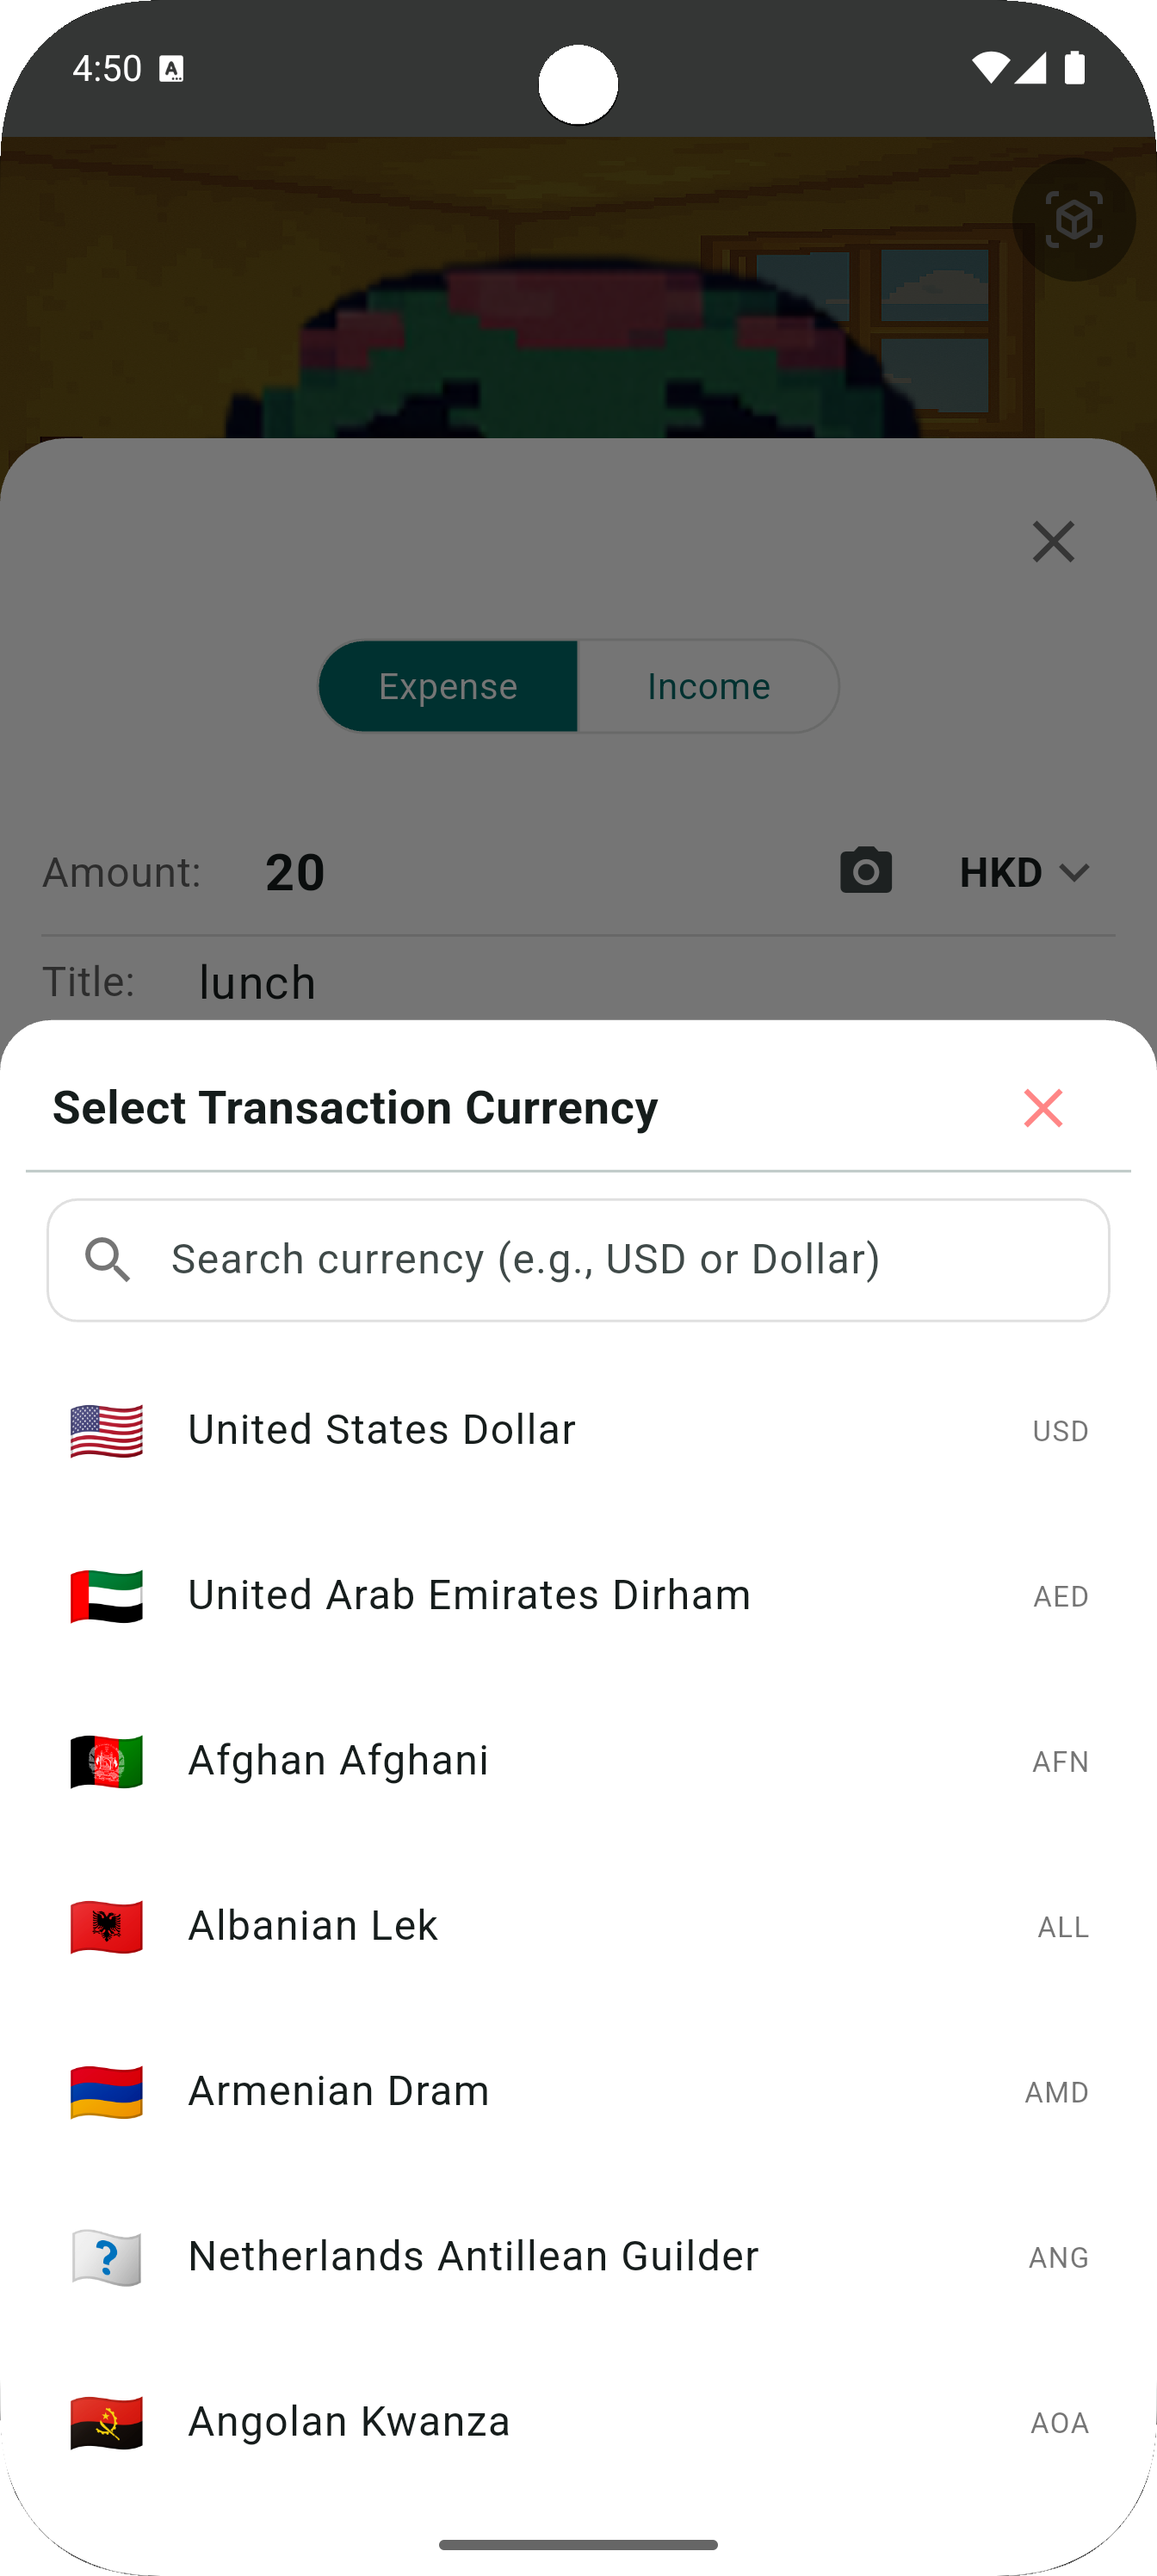 4:50
Expense Income
Amount: 20 HKD
Title: lunch
Select Transaction Currency
Search currency (e.g., USD or Dollar)
United States Dollar USD
United Arab Emirates Dirham AED
Afghan Afghani AFN
Albanian Lek ALL
Armenian Dram AMD
Netherlands Antillean Guilder ANG
Angolan Kwanza AOA